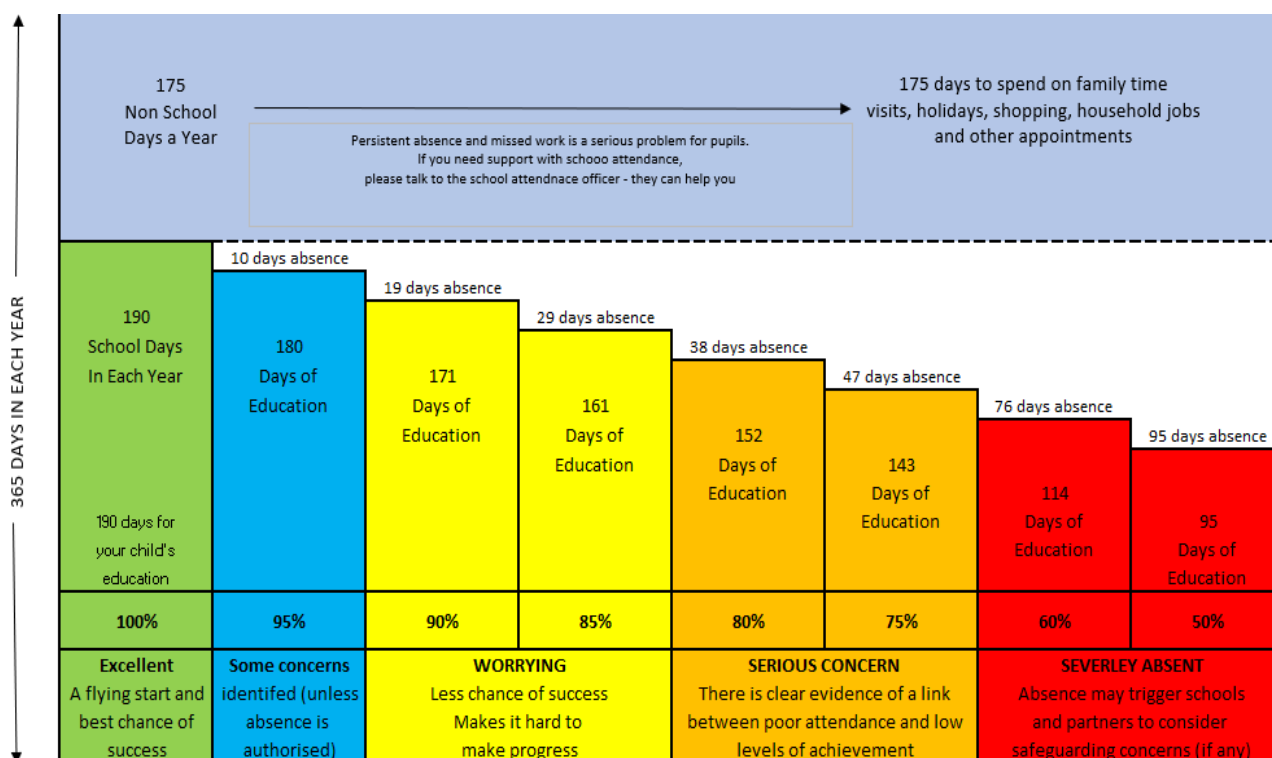 365 DAYS IN EACH YEAR
175
Non School
Days a Year
175 days to spend on family time
visits, holidays, shopping, household jobs
and other appointments
Persistent absence and missed work is a serious problem for pupils.
If you need support with schooo attendance,
please talk to the school attendnace officer - they can help you
190
School Days
In Each Year
190 days for
your child's
education
10 days absence
180
Days of
Education
19 days absence
171
Days of
Education
29 days absence
161
Days of
Education
38 days absence
152
Days of
Education
47 days absence
143
Days of
Education
76 days absence
114
Days of
Education
95 days absence
95
Days of
Education
100%
95%
90%
85%
80%
75%
60%
50%
Excellent
A flying start and
best chance of
success
Some concerns
identifed (unless
absence is
authorised)
WORRYING
Less chance of success
Makes it hard to
make progress
SERIOUS CONCERN
There is clear evidence of a link
between poor attendance and low
levels of achievement
SEVERLEY ABSENT
Absence may trigger schools
and partners to consider
safeguarding concerns (if any)